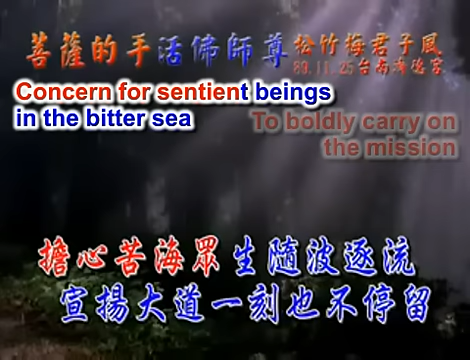 菩薩的手活佛師尊松竹梅君子風
89.11.25台南鴻德宮
Concern for sentient beings
in the bitter sea
To boldly carry on
the mission
擔心苦海眾生隨波逐流
宣揚大道一刻也不停留